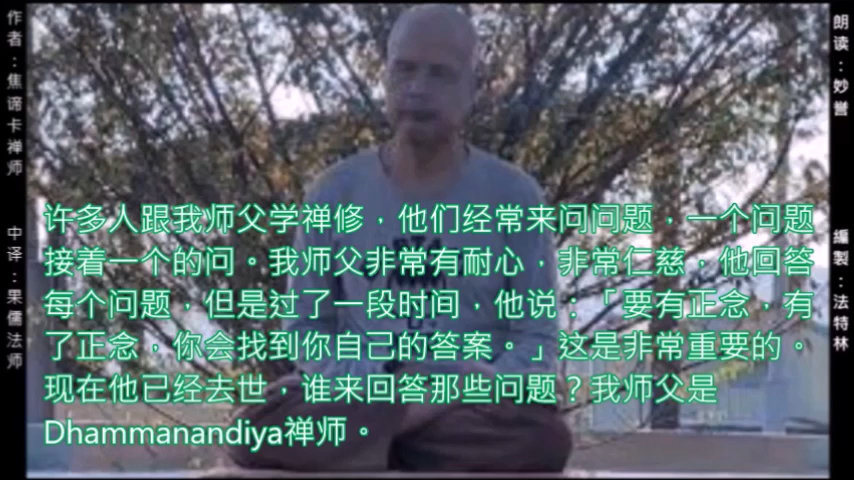 作者：焦谛卡禅师
中译：果儒法师
朗读：妙誉
编製：法特林
许多人跟我师父学禅修，他们经常来问问题，一个问题
接着一个的问。我师父非常有耐心，非常仁慈，他回答
每个问题，但是过了一段时间，他说：「要有正念，有
了正念，你会找到你自己的答案。」这是非常重要的。
现在他已经去世，谁来回答那些问题？我师父是
Dhammanandiya禅师。